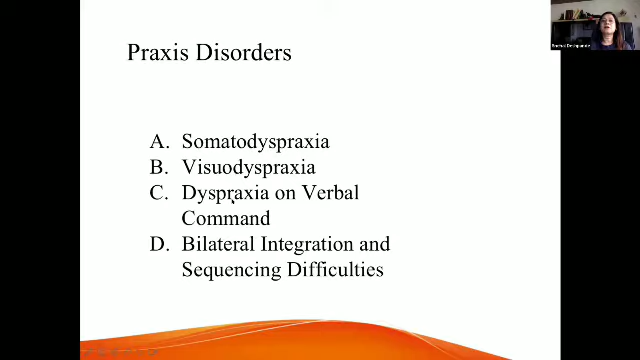 Praxis Disorders
A. Somatodyspraxia
B. Visuodyspraxia
C. Dyspraxia on Verbal
Command
D. Bilateral Integration and
Sequencing Difficulties